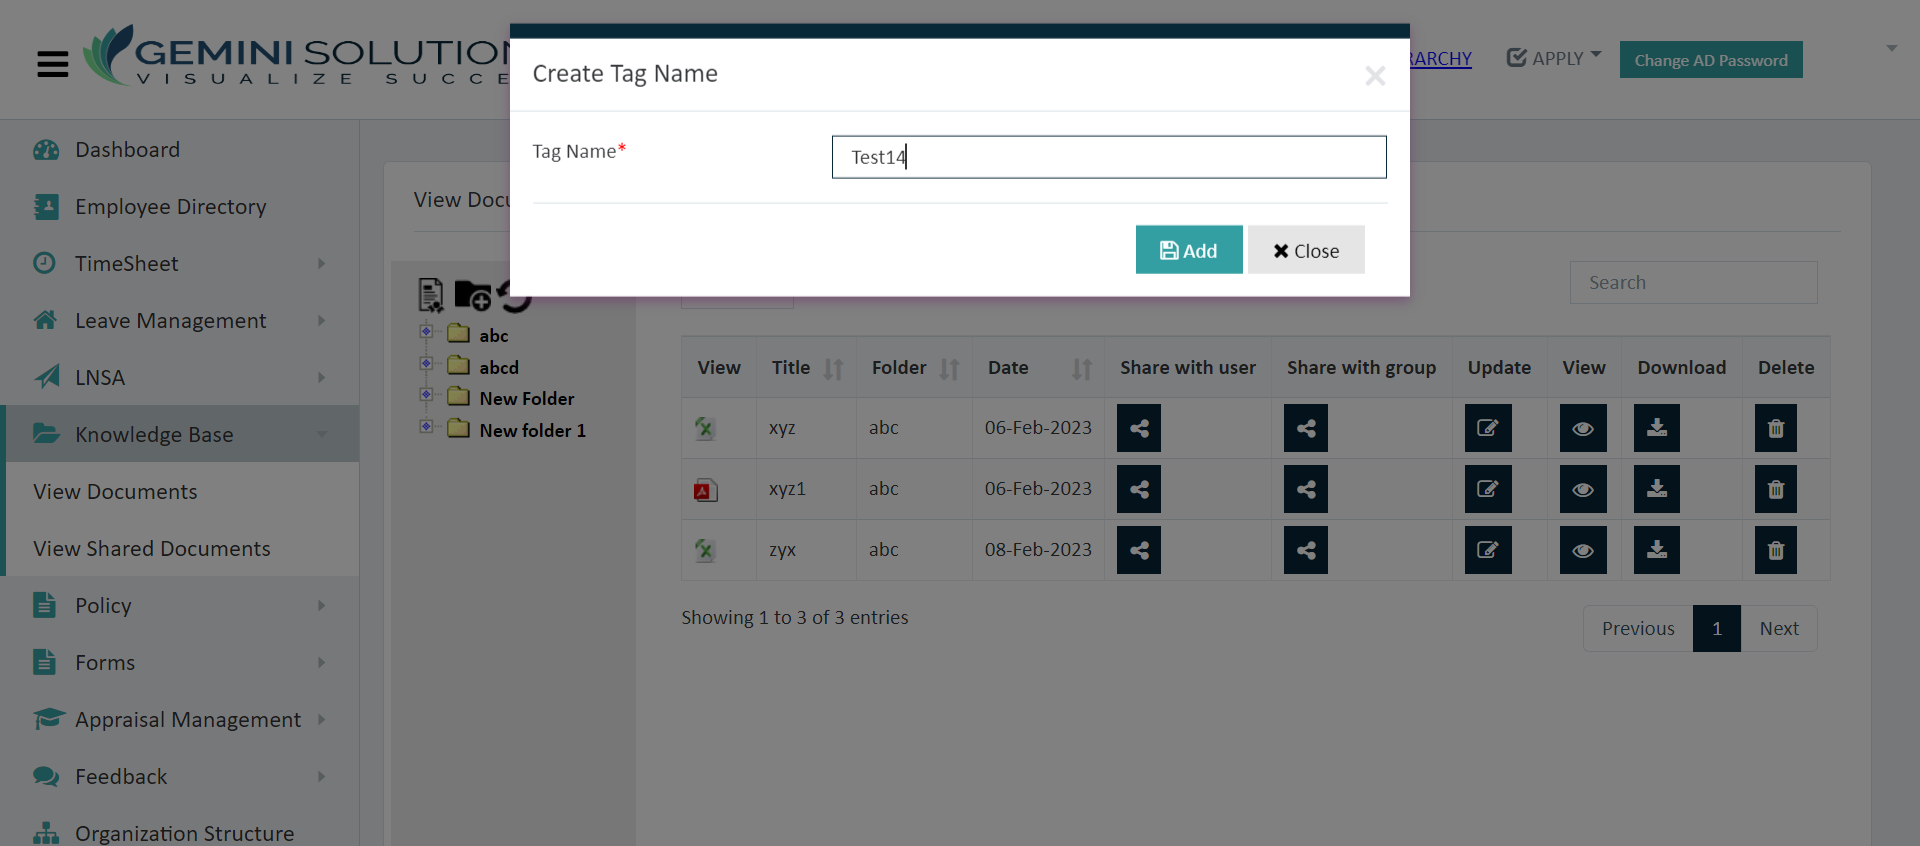 GEMINI SOLUTION
VISUALIZE SUCCE
RARCHY
APPLY
Change AD Password
Create Tag Name
Tag Name*
Test14
Add
Close
Dashboard
Employee Directory
TimeSheet
Leave Management
LNSA
Knowledge Base
View Documents
View Shared Documents
Policy
Forms
Appraisal Management
Feedback
Organization Structure
View Docu
abc
abcd
New Folder
New folder 1
Search
View Title Folder Date Share with user Share with group Update View Download Delete
xyz abc 06-Feb-2023
xyz1 abc 06-Feb-2023
zyx abc 08-Feb-2023
Showing 1 to 3 of 3 entries
Previous 1 Next